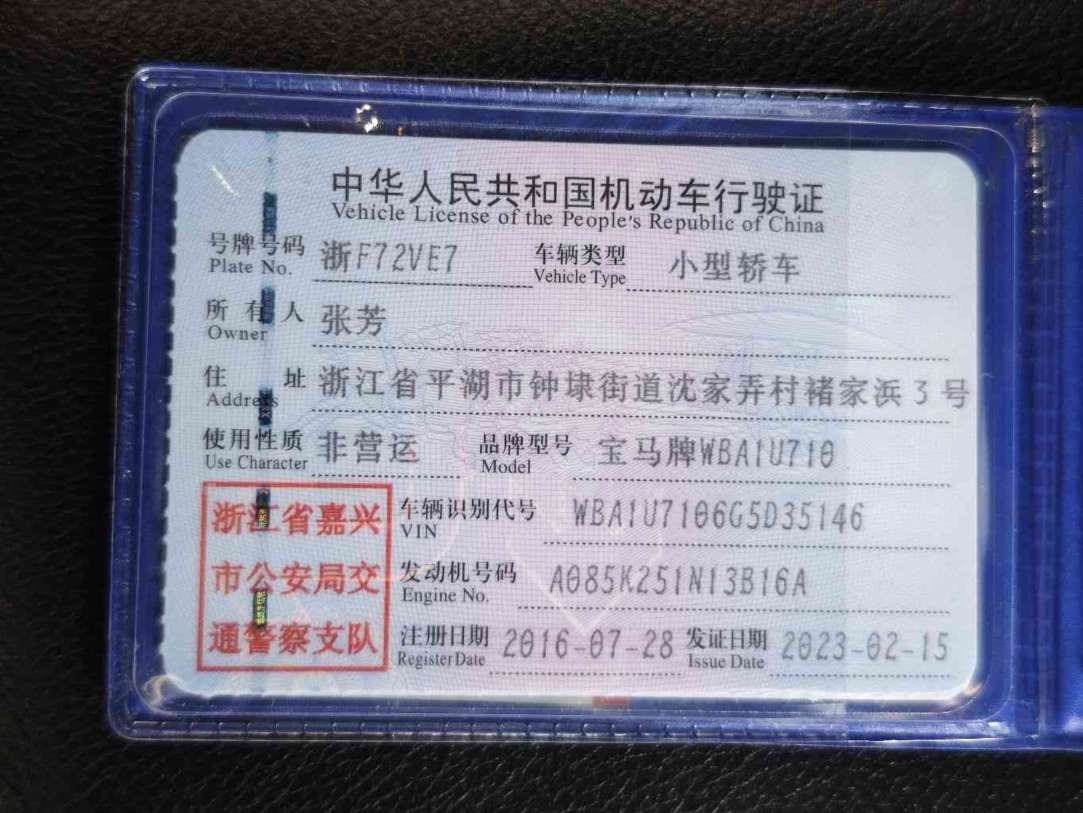 中华人民共和国机动车行驶证
Vehicle License of the People's Republic of China
号牌号码 浙F72VE7 车辆类型 小型轿车
Plate No. Vehicle Type
所有人 张芳
Owner
住址 浙江省平湖市钟埭街道沈家弄村褚家浜3号
Address
使用性质 非营运 品牌型号 宝马牌WBA1U710
Use Character Model
浙江省嘉兴
市公安局交
通警察支队
车辆识别代号 WBA1U7106G5D35146
VIN
发动机号码 A085K251N13B16A
Engine No.
注册日期 2016-07-28 发证日期 2023-02-15
Register Date Issue Date